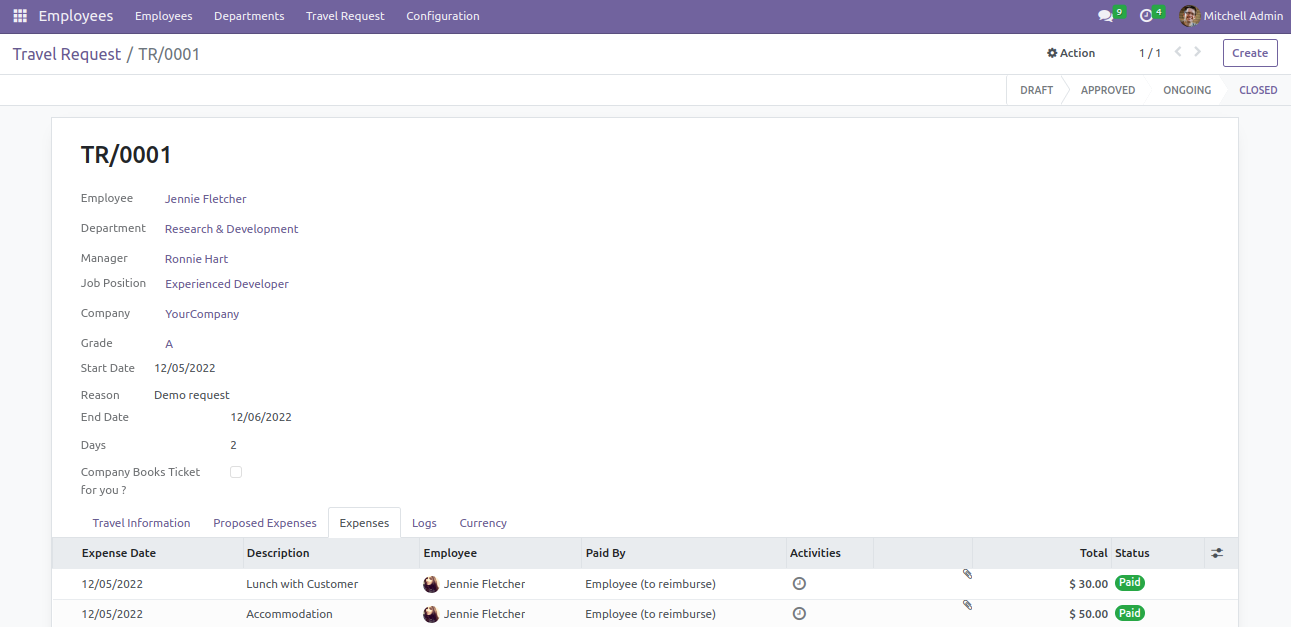 Employees Employees Departments Travel Request Configuration 9 4 Mitchell Admin
Travel Request / TR/0001 Action 1 / 1 Create
DRAFT APPROVED ONGOING CLOSED
TR/0001
Employee Jennie Fletcher
Department Research & Development
Manager Ronnie Hart
Job Position Experienced Developer
Company YourCompany
Grade A
Start Date 12/05/2022
Reason Demo request
End Date 12/06/2022
Days 2
Company Books Ticket
for you ?
Travel Information Proposed Expenses Expenses Logs Currency
Expense Date Description Employee Paid By Activities Total Status
12/05/2022 Lunch with Customer Jennie Fletcher Employee (to reimburse) $ 30.00 Paid
12/05/2022 Accommodation Jennie Fletcher Employee (to reimburse) $ 50.00 Paid